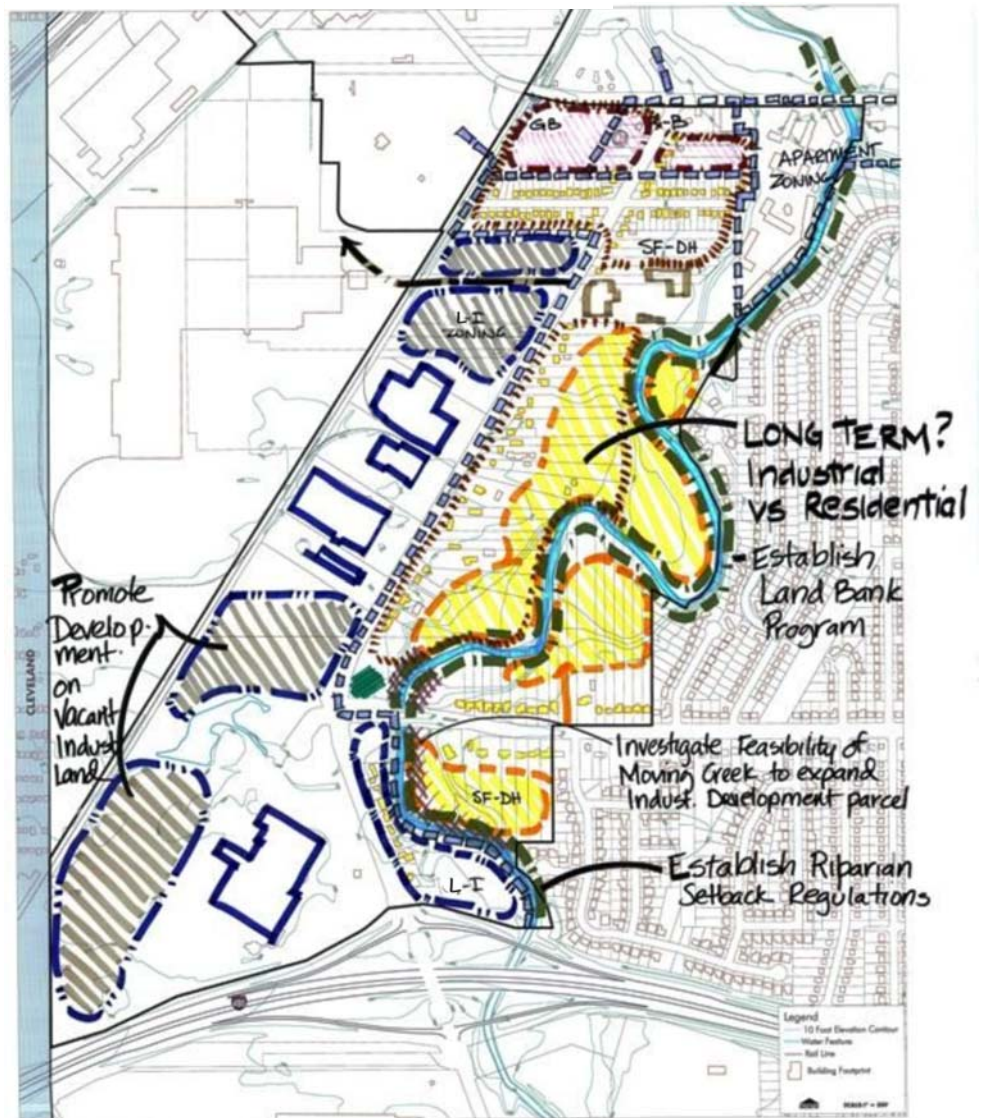 GB
APARTMENT
ZONING
SF-DH
L-I
ZONING
LONG TERM?
Industrial
vs Residential
- Establish
Land Bank
Program
Promote
Develop-
ment
on
Vacant
Indust
Land
CLEVELAND
Investigate Feasibility of
Moving Creek to expand
Indust. Development parcel
SF-DH
L-I
Establish Riparian
Setback Regulations
Legend
10 Foot Elevation Contour
Water Feature
Rail Line
Building Footprint